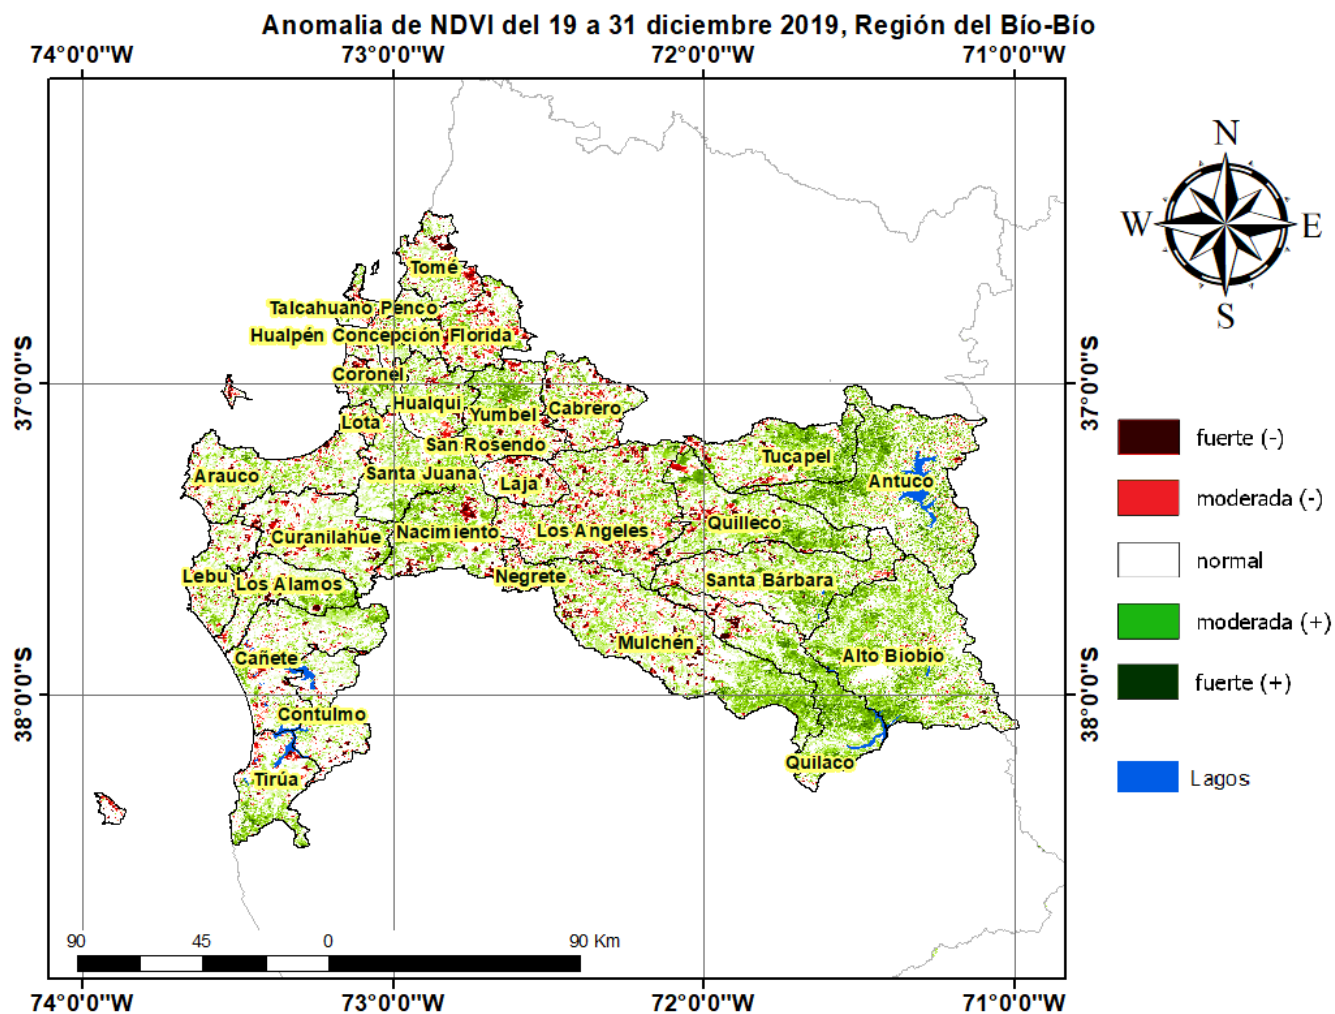 Anomalia de NDVI del 19 a 31 diciembre 2019, Región del Bío-Bío
74°0'0"W 73°0'0"W 72°0'0"W 71°0'0"W
N
W E
S
Tomé
Talcahuano Penco
Hualpén Concepción Florida
Coronel
37°0'0"S 37°0'0"S
Hualqui Yumbel Cabrero
Lota
San Rosendo
Tucapel
Arauco Santa Juana Laja Antuco
Curanilahue Nacimiento Los Angeles Quilleco
Lebu Los Alamos Negrete Santa Bárbara
Mulchén
Cañete Alto Biobío
38°0'0"S 38°0'0"S
Contulmo
Quilaco
Tirúa
fuerte (-)
moderada (-)
normal
moderada (+)
fuerte (+)
Lagos
90 45 0 90 Km
74°0'0"W 73°0'0"W 72°0'0"W 71°0'0"W